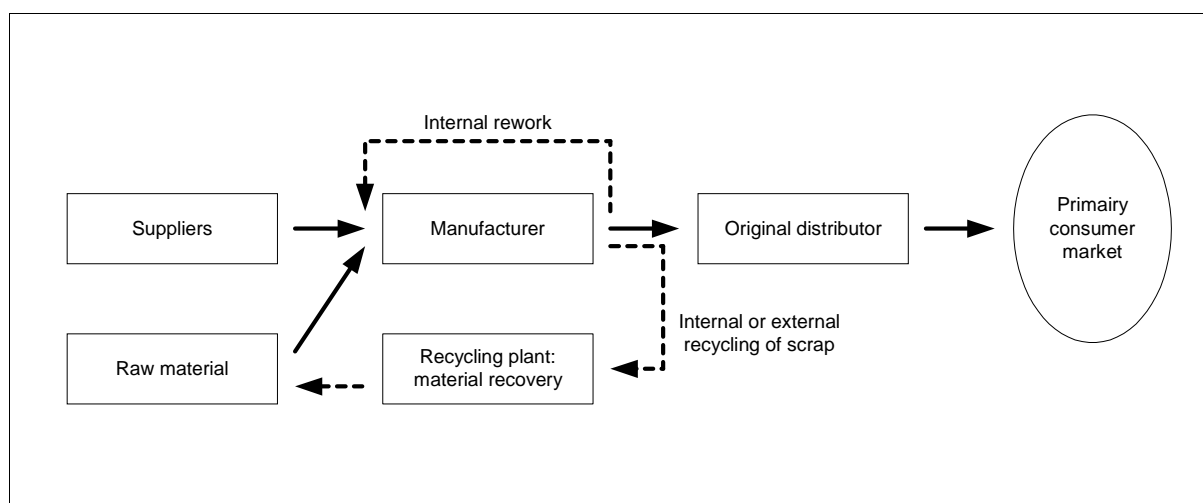 Internal rework
Suppliers
Manufacturer
Original distributor
Primairy
consumer
market
Internal or external
recycling of scrap
Raw material
Recycling plant:
material recovery